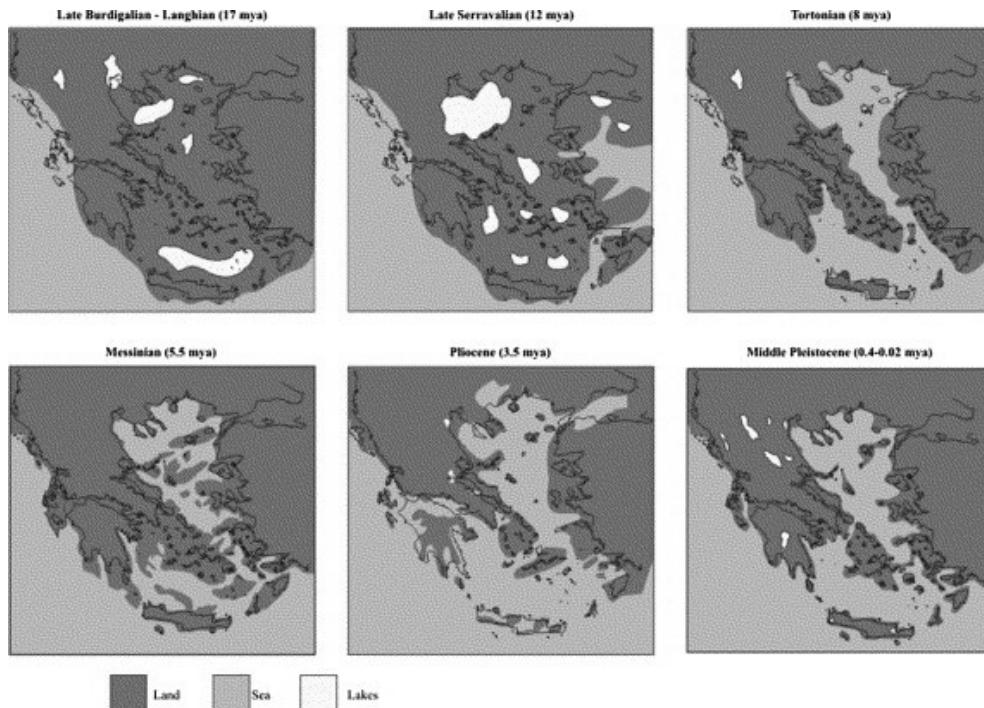 Late Burdigalian - Langhian (17 mya)
Late Serravalian (12 mya)
Tortonian (8 mya)
Messinian (5.5 mya)
Pliocene (3.5 mya)
Middle Pleistocene (0.4-0.02 mya)
Land
Sea
Lakes